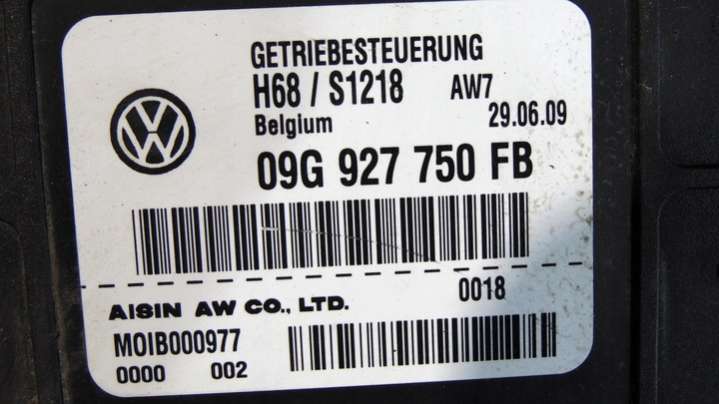 GETRIEBESTEUERUNG
H68 / S1218 AW7
Belgium 29.06.09
09G 927 750 FB
AISIN AW CO., LTD. 0018
M0IB000977
0000 002